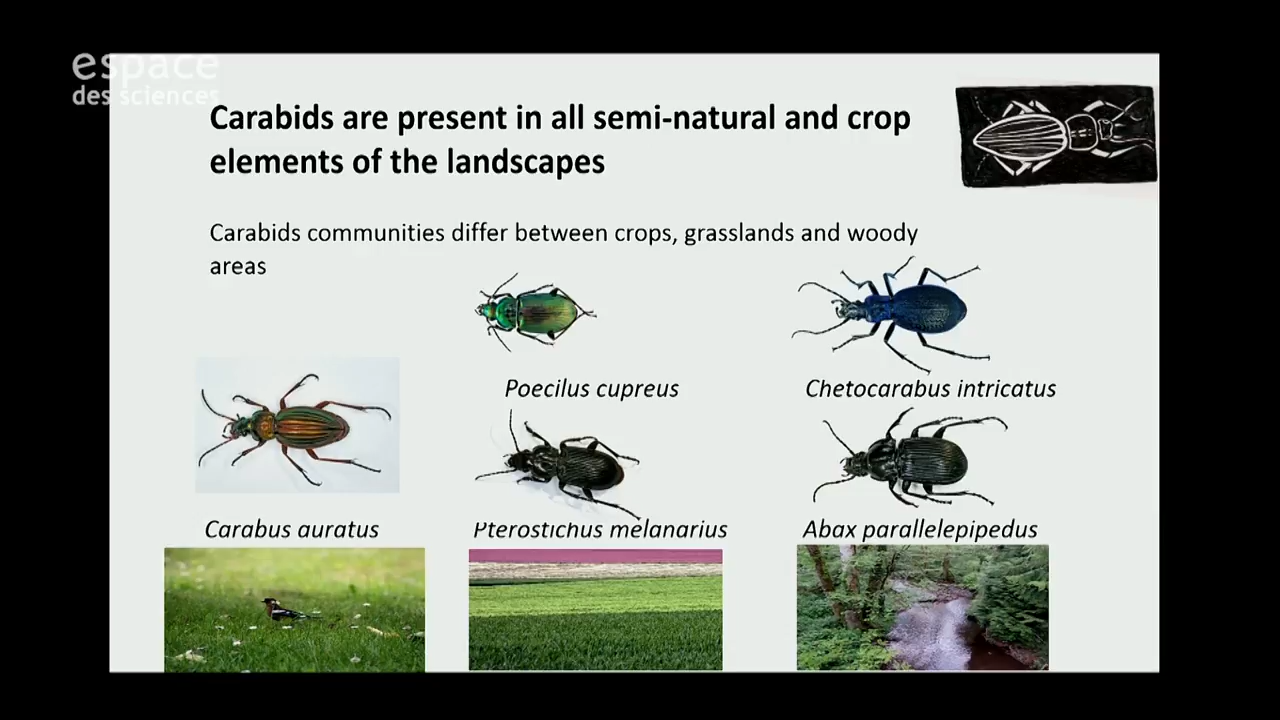 espace
des sciences
Carabids are present in all semi-natural and crop
elements of the landscapes
Carabids communities differ between crops, grasslands and woody
areas
Poecilus cupreus
Chetocarabus intricatus
Carabus auratus
Pterostichus melanarius
Abax parallelepipedus